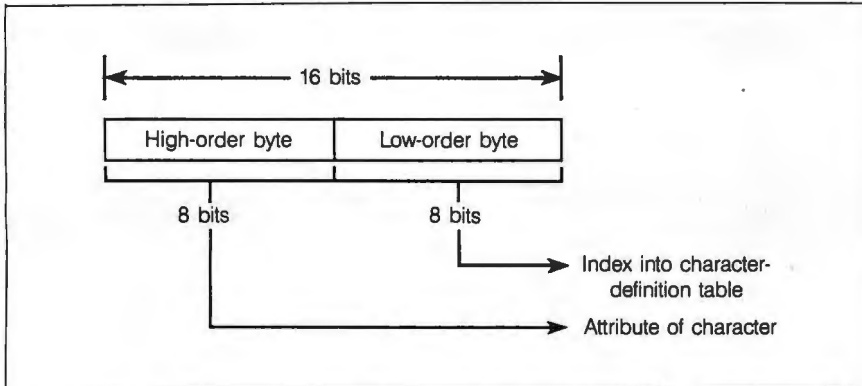 16 bits
High-order byte Low-order byte
8 bits 8 bits
Index into character-
definition table
Attribute of character